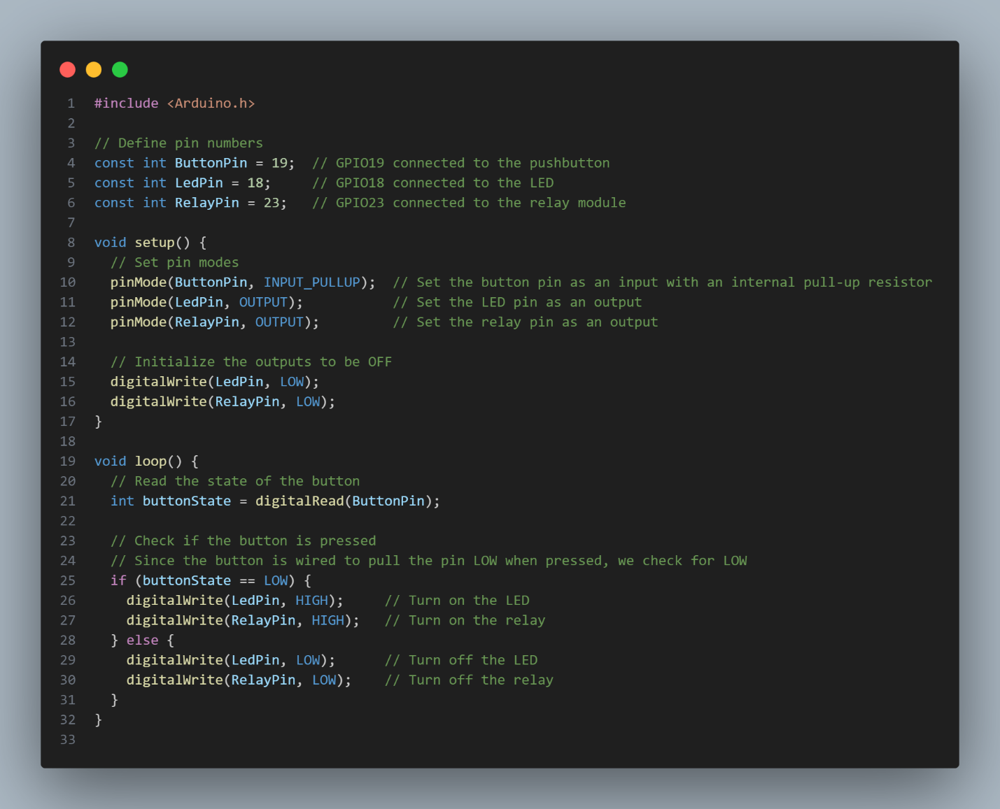 1 #include <Arduino.h>
2
3 // Define pin numbers
4 const int ButtonPin = 19;  // GPIO19 connected to the pushbutton
5 const int LedPin = 18;     // GPIO18 connected to the LED
6 const int RelayPin = 23;   // GPIO23 connected to the relay module
7
8 void setup() {
9   // Set pin modes
10   pinMode(ButtonPin, INPUT_PULLUP);  // Set the button pin as an input with an internal pull-up resistor
11   pinMode(LedPin, OUTPUT);           // Set the LED pin as an output
12   pinMode(RelayPin, OUTPUT);         // Set the relay pin as an output
13
14   // Initialize the outputs to be OFF
15   digitalWrite(LedPin, LOW);
16   digitalWrite(RelayPin, LOW);
17 }
18
19 void loop() {
20   // Read the state of the button
21   int buttonState = digitalRead(ButtonPin);
22
23   // Check if the button is pressed
24   // Since the button is wired to pull the pin LOW when pressed, we check for LOW
25   if (buttonState == LOW) {
26     digitalWrite(LedPin, HIGH);     // Turn on the LED
27     digitalWrite(RelayPin, HIGH);   // Turn on the relay
28   } else {
29     digitalWrite(LedPin, LOW);      // Turn off the LED
30     digitalWrite(RelayPin, LOW);    // Turn off the relay
31   }
32 }
33